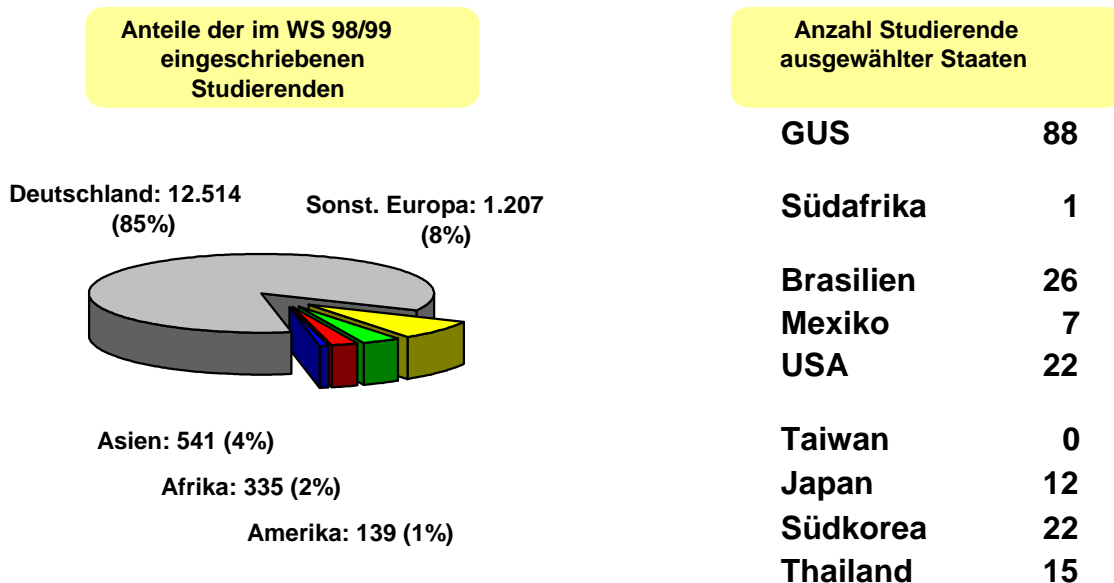 Anteile der im WS 98/99
eingeschriebenen
Studierenden
Deutschland: 12.514
(85%)
Sonst. Europa: 1.207
(8%)
Asien: 541 (4%)
Afrika: 335 (2%)
Amerika: 139 (1%)
Anzahl Studierende
ausgewählter Staaten
GUS 88
Südafrika 1
Brasilien 26
Mexiko 7
USA 22
Taiwan 0
Japan 12
Südkorea 22
Thailand 15